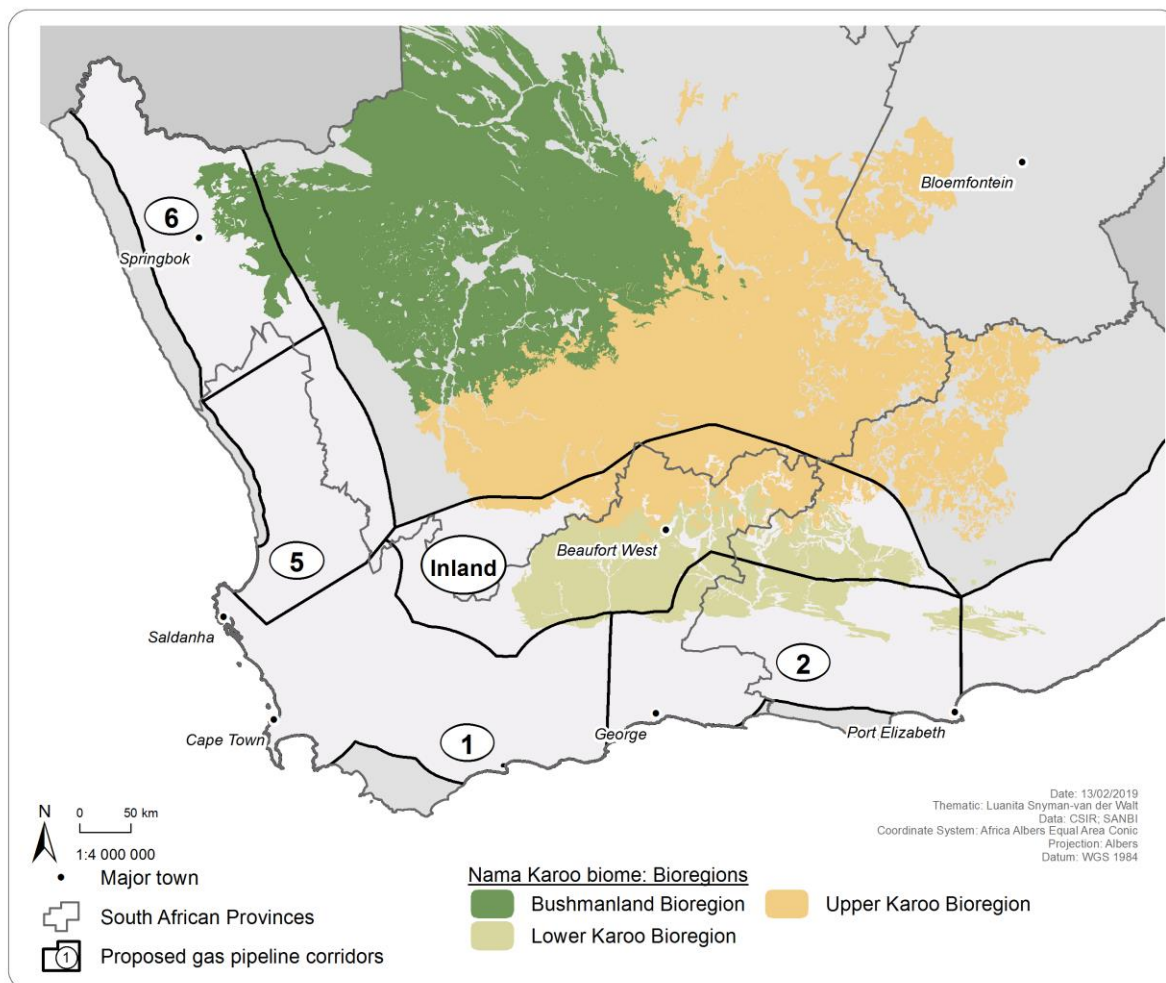 6
Springbok
Bloemfontein
Beaufort West
Inland
5
Saldanha
2
Cape Town
1
George
Port Elizabeth
Date: 13/02/2019
Thematic: Luanita Snyman-van der Walt
Data: CSIR; SANBI
Coordinate System: Africa Albers Equal Area Conic
Projection: Albers
Datum: WGS 1984
N
0 50 km
1:4 000 000
Major town
South African Provinces
1
Proposed gas pipeline corridors
Nama Karoo biome: Bioregions
Bushmanland Bioregion
Upper Karoo Bioregion
Lower Karoo Bioregion